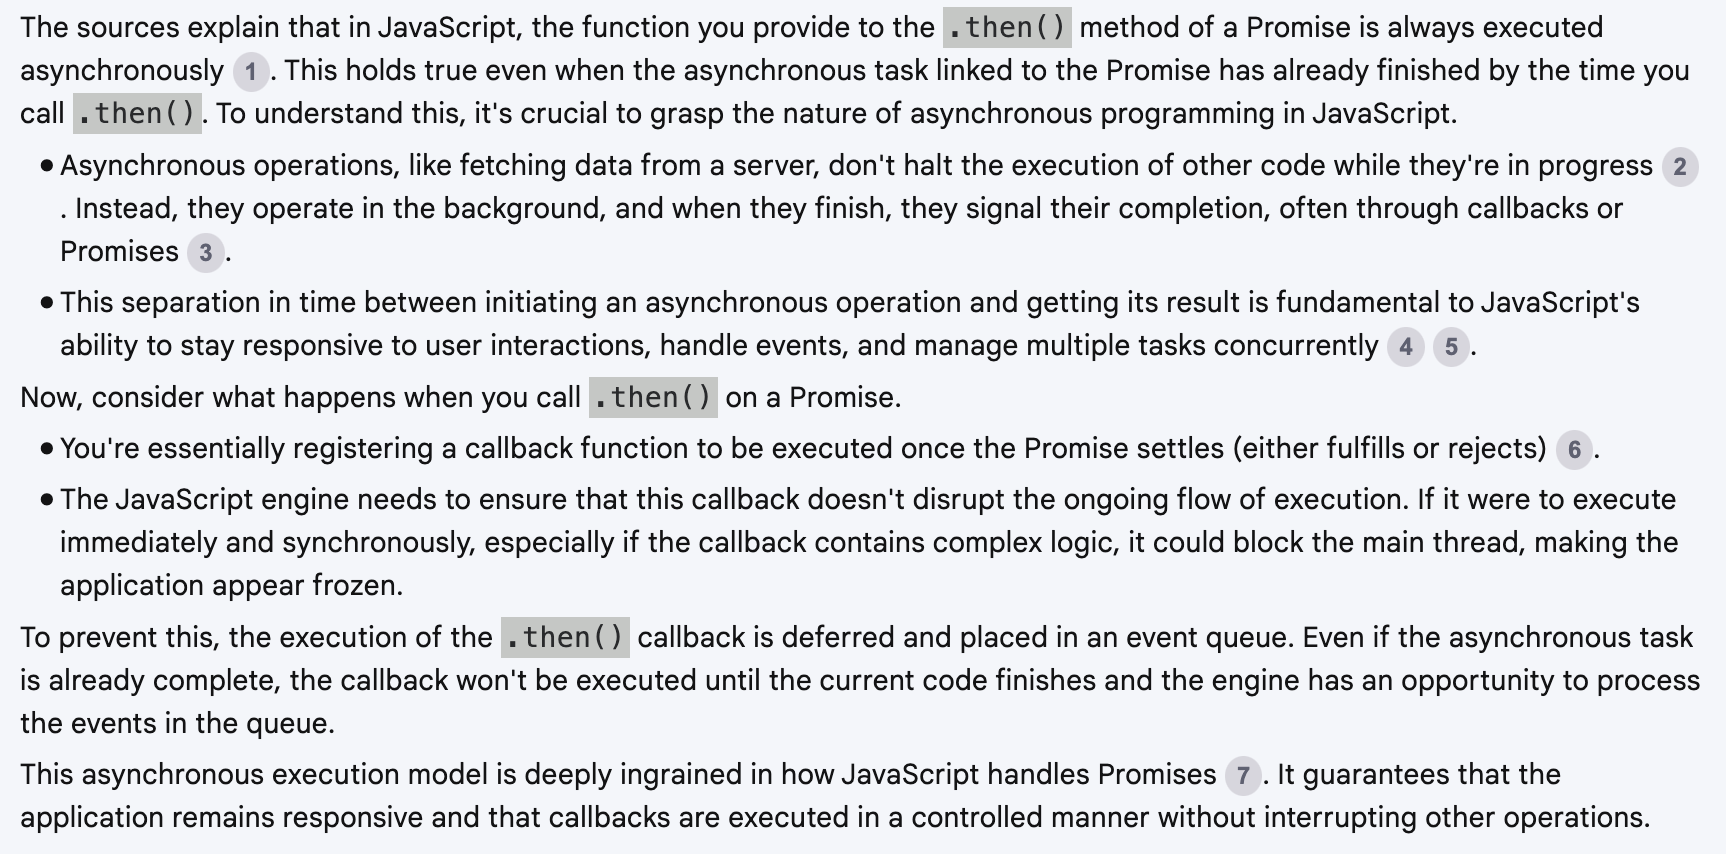 The sources explain that in JavaScript, the function you provide to the .then() method of a Promise is always executed
asynchronously 1. This holds true even when the asynchronous task linked to the Promise has already finished by the time you
call .then(). To understand this, it's crucial to grasp the nature of asynchronous programming in JavaScript.
● Asynchronous operations, like fetching data from a server, don't halt the execution of other code while they're in progress 2
. Instead, they operate in the background, and when they finish, they signal their completion, often through callbacks or
Promises 3.
● This separation in time between initiating an asynchronous operation and getting its result is fundamental to JavaScript's
ability to stay responsive to user interactions, handle events, and manage multiple tasks concurrently 4 5.
Now, consider what happens when you call .then() on a Promise.
● You're essentially registering a callback function to be executed once the Promise settles (either fulfills or rejects) 6.
● The JavaScript engine needs to ensure that this callback doesn't disrupt the ongoing flow of execution. If it were to execute
immediately and synchronously, especially if the callback contains complex logic, it could block the main thread, making the
application appear frozen.
To prevent this, the execution of the .then() callback is deferred and placed in an event queue. Even if the asynchronous task
is already complete, the callback won't be executed until the current code finishes and the engine has an opportunity to process
the events in the queue.
This asynchronous execution model is deeply ingrained in how JavaScript handles Promises 7. It guarantees that the
application remains responsive and that callbacks are executed in a controlled manner without interrupting other operations.